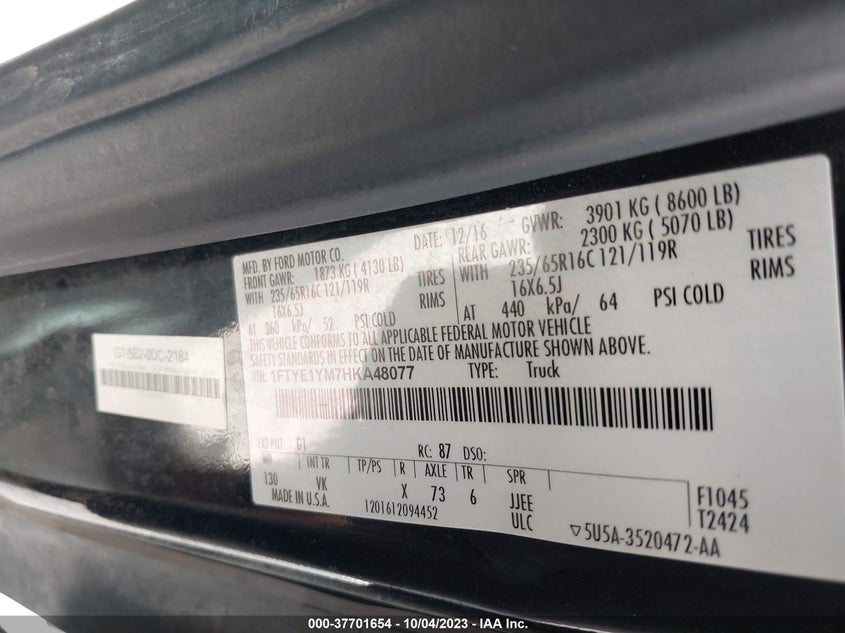 MFD. BY FORD MOTOR CO.
DATE: 12/16
GVWR: 3901 KG ( 8600 LB)
FRONT GAWR: 1873 KG ( 4130 LB)
REAR GAWR: 2300 KG ( 5070 LB)
WITH 235/65R16C 121/119R TIRES
WITH 235/65R16C 121/119R TIRES
16X6.5J RIMS
16X6.5J RIMS
AT 360 kPa/ 52 PSI COLD
AT 440 kPa/ 64 PSI COLD
THIS VEHICLE CONFORMS TO ALL APPLICABLE FEDERAL MOTOR VEHICLE
SAFETY STANDARDS IN EFFECT ON THE DATE OF MANUFACTURE SHOWN ABOVE.
VIN: 1FTYE1YM7HKA48077 TYPE: Truck
EXT PNT: G1 RC: 87 DSO:
WB INT TR TP/PS R AXLE TR SPR
130 VK X 73 6 JJEE
MADE IN U.S.A. 1201612094452 ULC
F1045
T2424
▽5U5A-3520472-AA
000-37701654 - 10/04/2023 - IAA Inc.